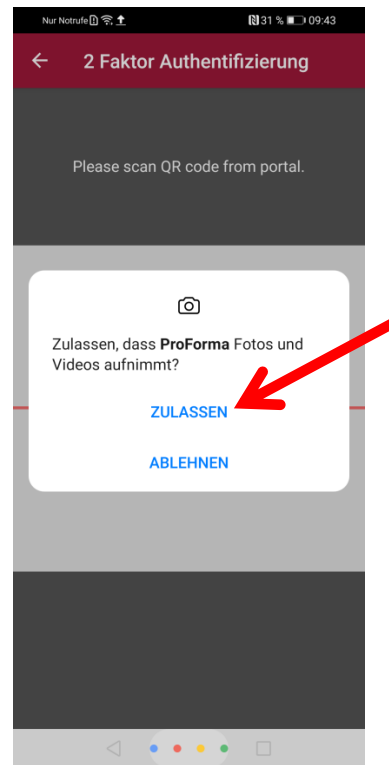 Nur Notrufe 31 % 09:43
2 Faktor Authentifizierung
Please scan QR code from portal.
Zulassen, dass ProForma Fotos und
Videos aufnimmt?
ZULASSEN
ABLEHNEN